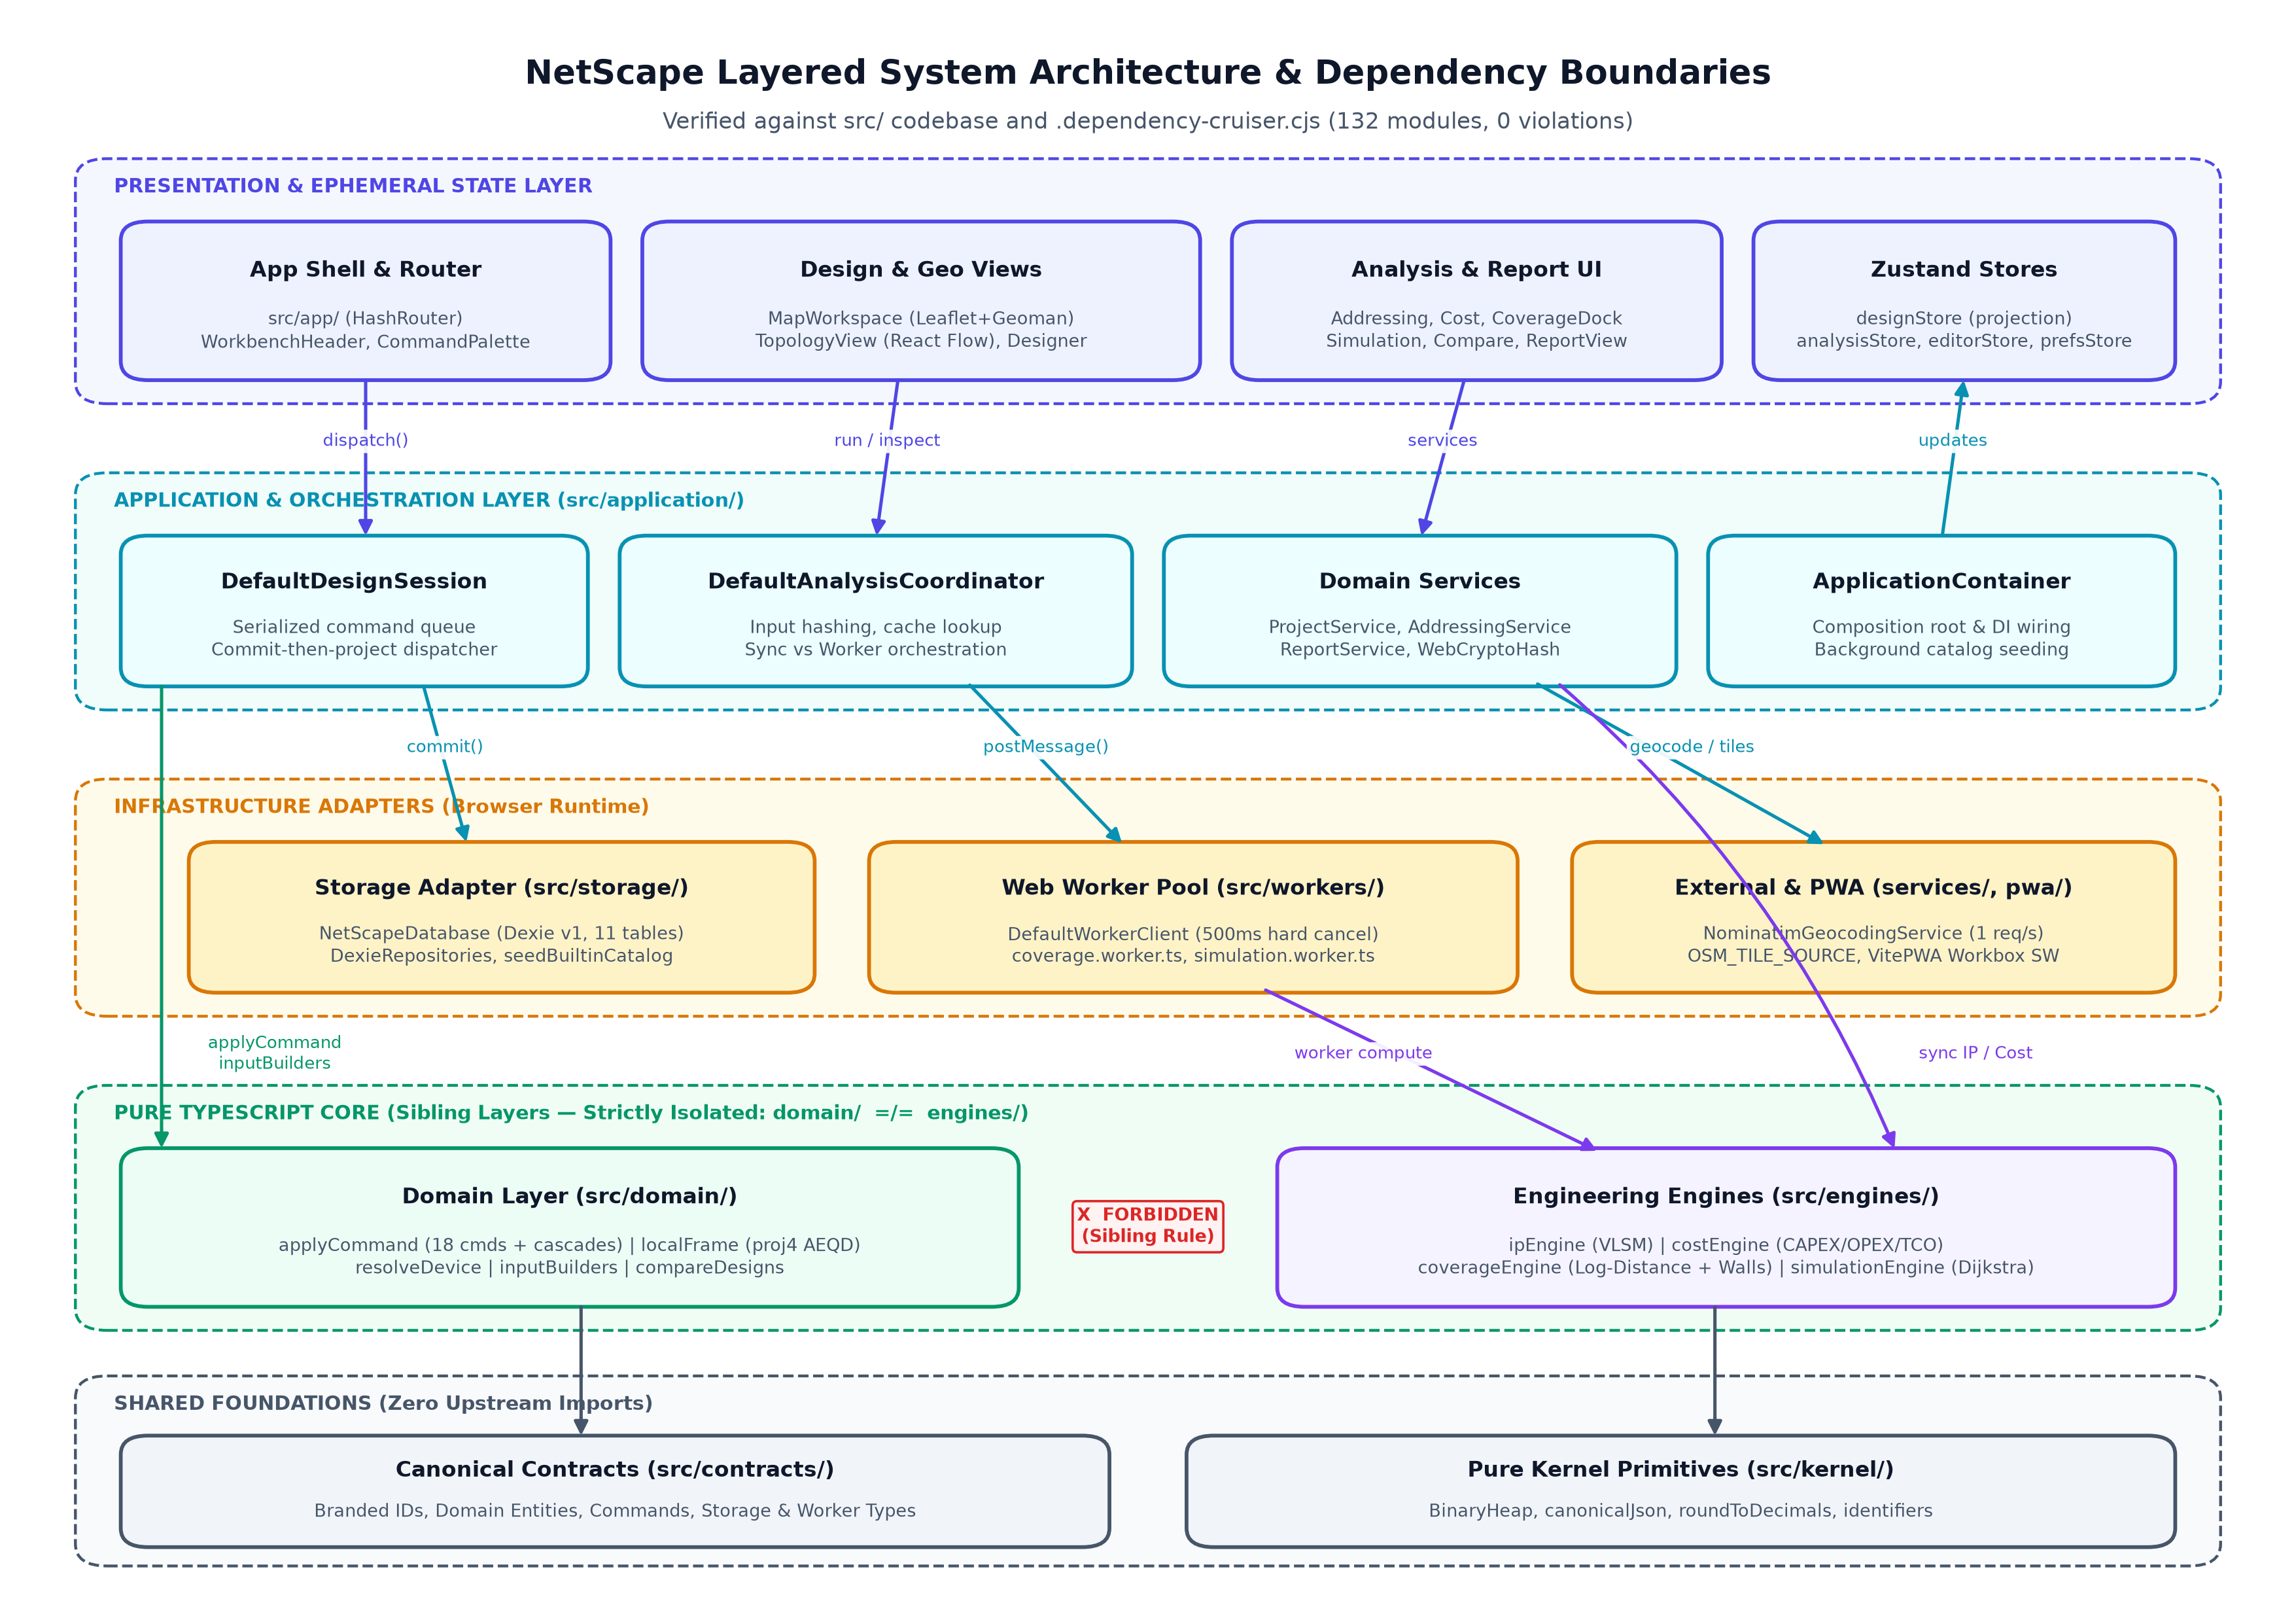 NetScape Layered System Architecture & Dependency Boundaries
Verified against src/ codebase and .dependency-cruiser.cjs (132 modules, 0 violations)
PRESENTATION & EPHEMERAL STATE LAYER
App Shell & Router
src/app/ (HashRouter)
WorkbenchHeader, CommandPalette
Design & Geo Views
MapWorkspace (Leaflet+Geoman)
TopologyView (React Flow), Designer
Analysis & Report UI
Addressing, Cost, CoverageDock
Simulation, Compare, ReportView
Zustand Stores
designStore (projection)
analysisStore, editorStore, prefsStore
dispatch()
run / inspect
services
updates
APPLICATION & ORCHESTRATION LAYER (src/application/)
DefaultDesignSession
Serialized command queue
Commit-then-project dispatcher
DefaultAnalysisCoordinator
Input hashing, cache lookup
Sync vs Worker orchestration
Domain Services
ProjectService, AddressingService
ReportService, WebCryptoHash
ApplicationContainer
Composition root & DI wiring
Background catalog seeding
commit()
postMessage()
geocode / tiles
INFRASTRUCTURE ADAPTERS (Browser Runtime)
Storage Adapter (src/storage/)
NetScapeDatabase (Dexie v1, 11 tables)
DexieRepositories, seedBuiltinCatalog
Web Worker Pool (src/workers/)
DefaultWorkerClient (500ms hard cancel)
coverage.worker.ts, simulation.worker.ts
External & PWA (services/, pwa/)
NominatimGeocodingService (1 req/s)
OSM_TILE_SOURCE, VitePWA Workbox SW
applyCommand
inputBuilders
worker compute
sync IP / Cost
PURE TYPESCRIPT CORE (Sibling Layers — Strictly Isolated: domain/ =/= engines/)
Domain Layer (src/domain/)
applyCommand (18 cmds + cascades) | localFrame (proj4 AEQD)
resolveDevice | inputBuilders | compareDesigns
X FORBIDDEN
(Sibling Rule)
Engineering Engines (src/engines/)
ipEngine (VLSM) | costEngine (CAPEX/OPEX/TCO)
coverageEngine (Log-Distance + Walls) | simulationEngine (Dijkstra)
SHARED FOUNDATIONS (Zero Upstream Imports)
Canonical Contracts (src/contracts/)
Branded IDs, Domain Entities, Commands, Storage & Worker Types
Pure Kernel Primitives (src/kernel/)
BinaryHeap, canonicalJson, roundToDecimals, identifiers